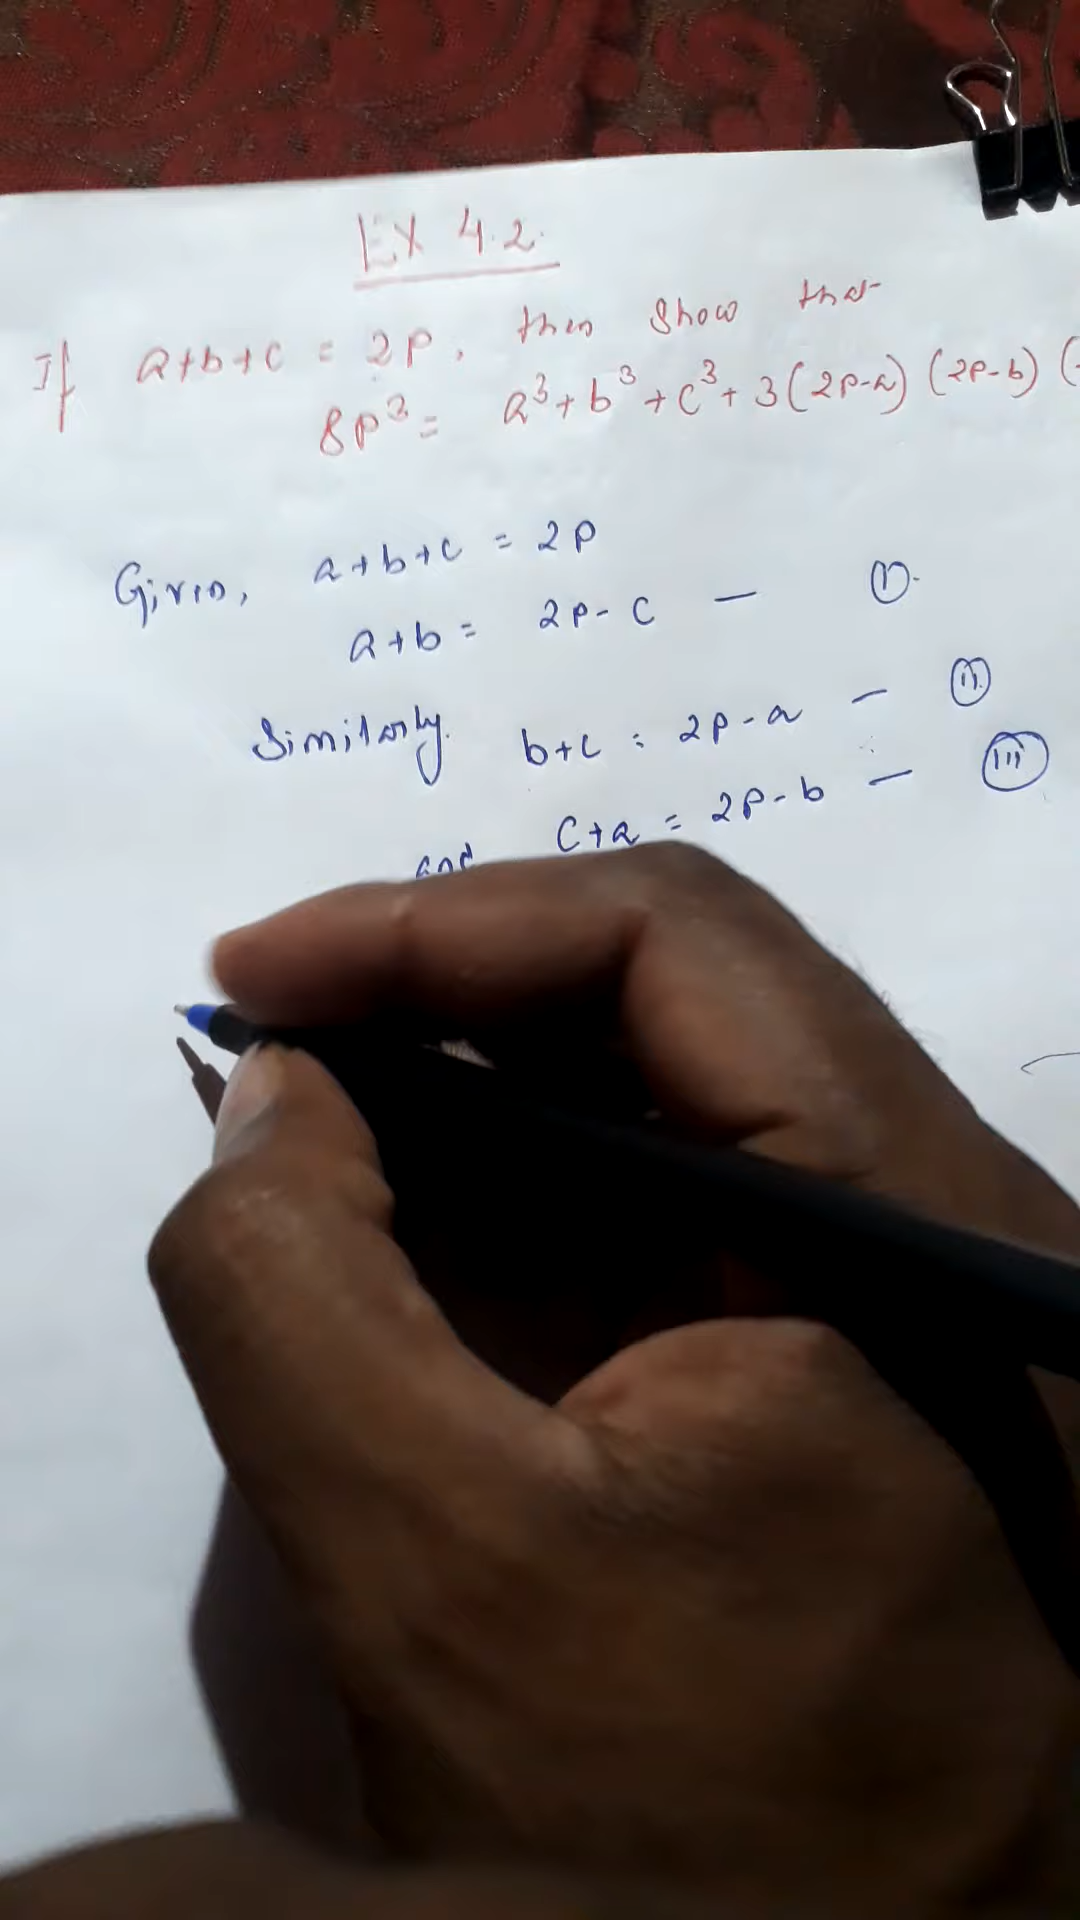 Ex 4.2.
If a+b+c = 2p, then show that
8p³ = a³+b³+c³+3(2p-a)(2p-b)(
Given, a+b+c = 2p
a+b = 2p-c — (i).
Similarly. b+c = 2p-a — (ii)
and c+a = 2p-b — (iii)